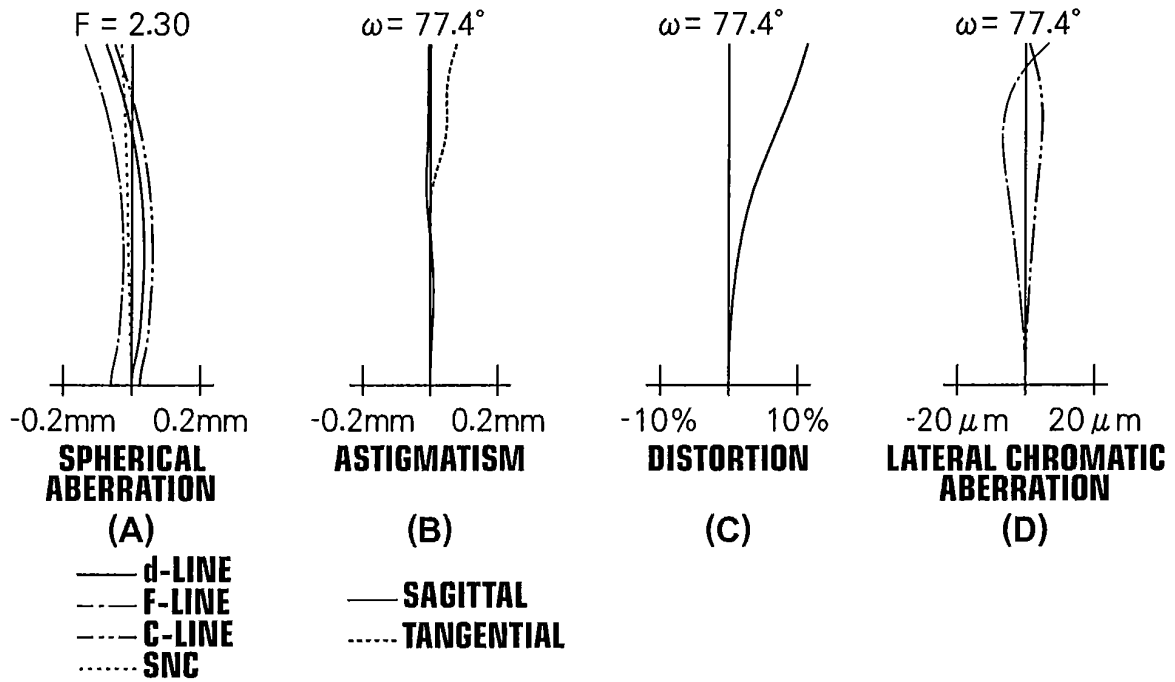 F = 2.30
ω= 77.4°
ω= 77.4°
ω= 77.4°
-0.2mm 0.2mm
-0.2mm 0.2mm
-10% 10%
-20 μm 20 μm
SPHERICAL
ABERRATION
ASTIGMATISM
DISTORTION
LATERAL CHROMATIC
ABERRATION
(A)
(B)
(C)
(D)
d-LINE
F-LINE
C-LINE
SNC
SAGITTAL
TANGENTIAL